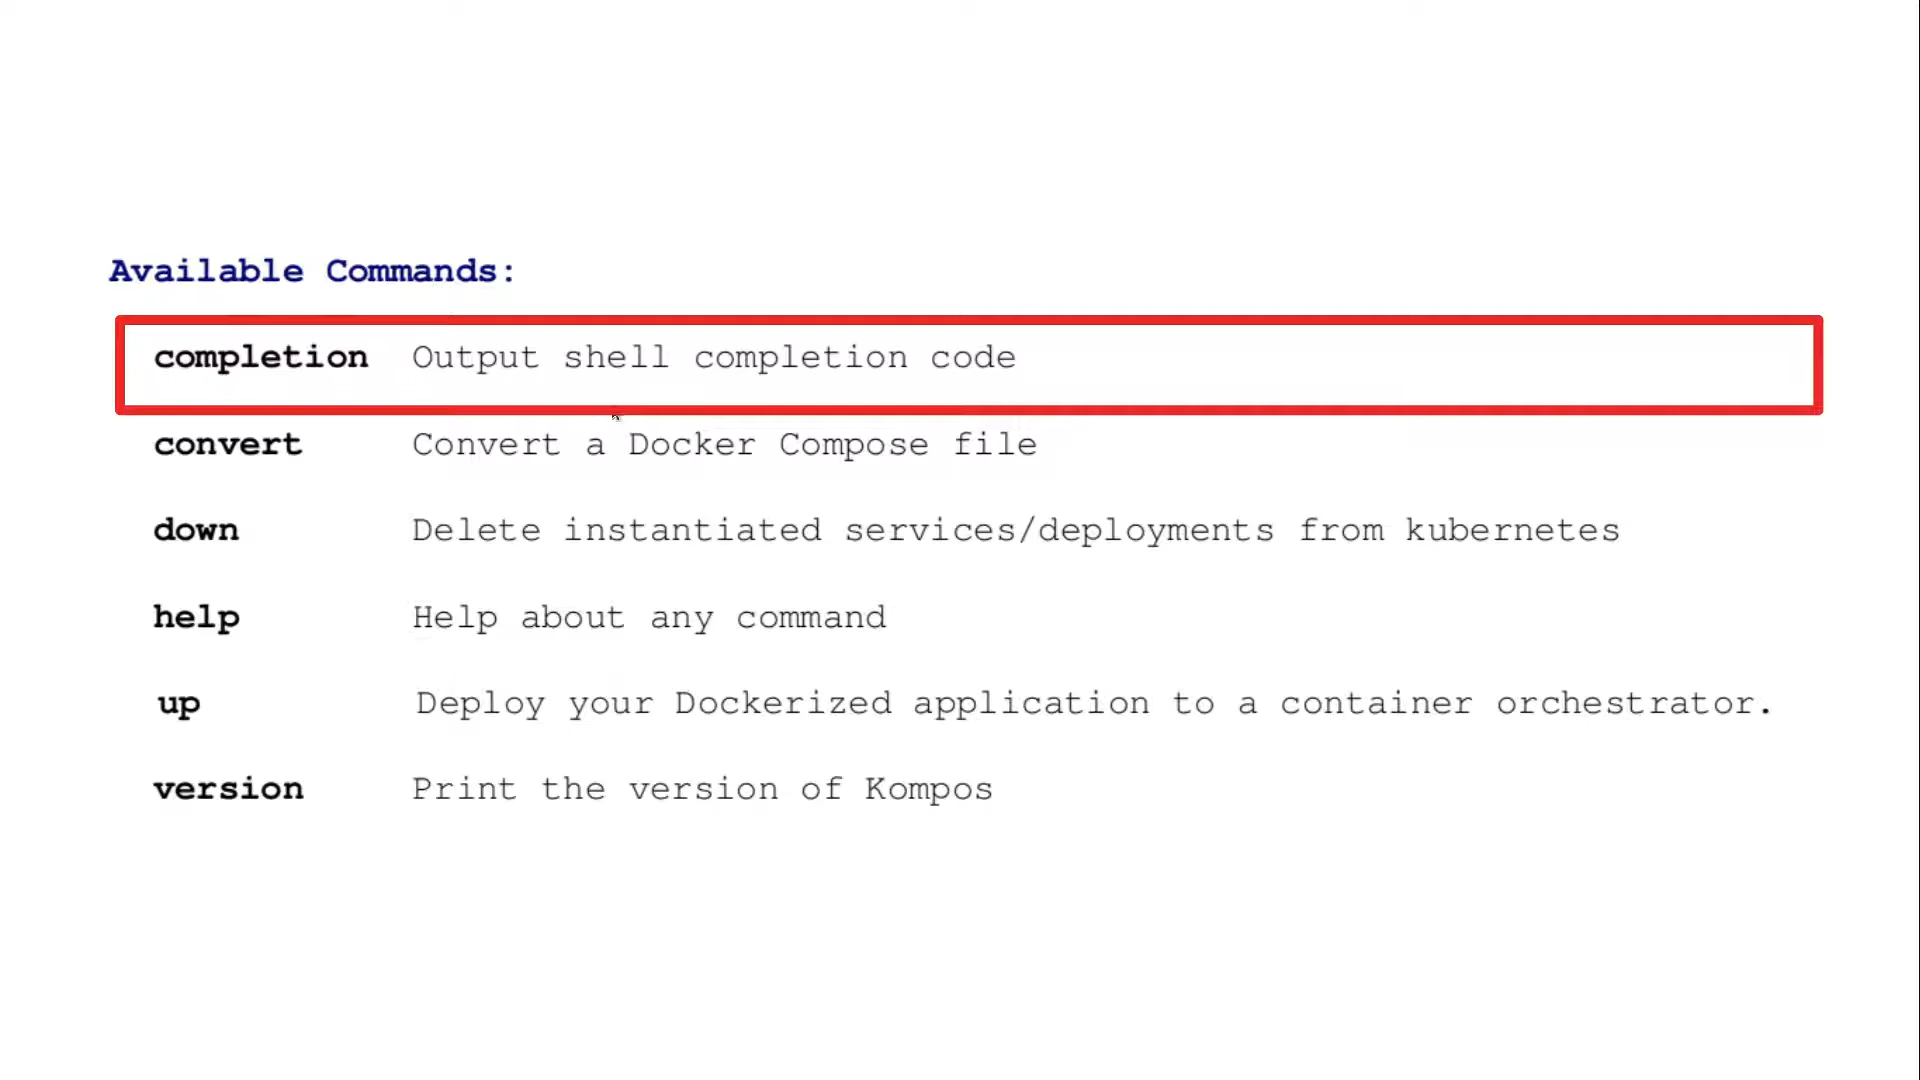 Available Commands:
completion Output shell completion code
convert Convert a Docker Compose file
down Delete instantiated services/deployments from kubernetes
help Help about any command
up Deploy your Dockerized application to a container orchestrator.
version Print the version of Kompos